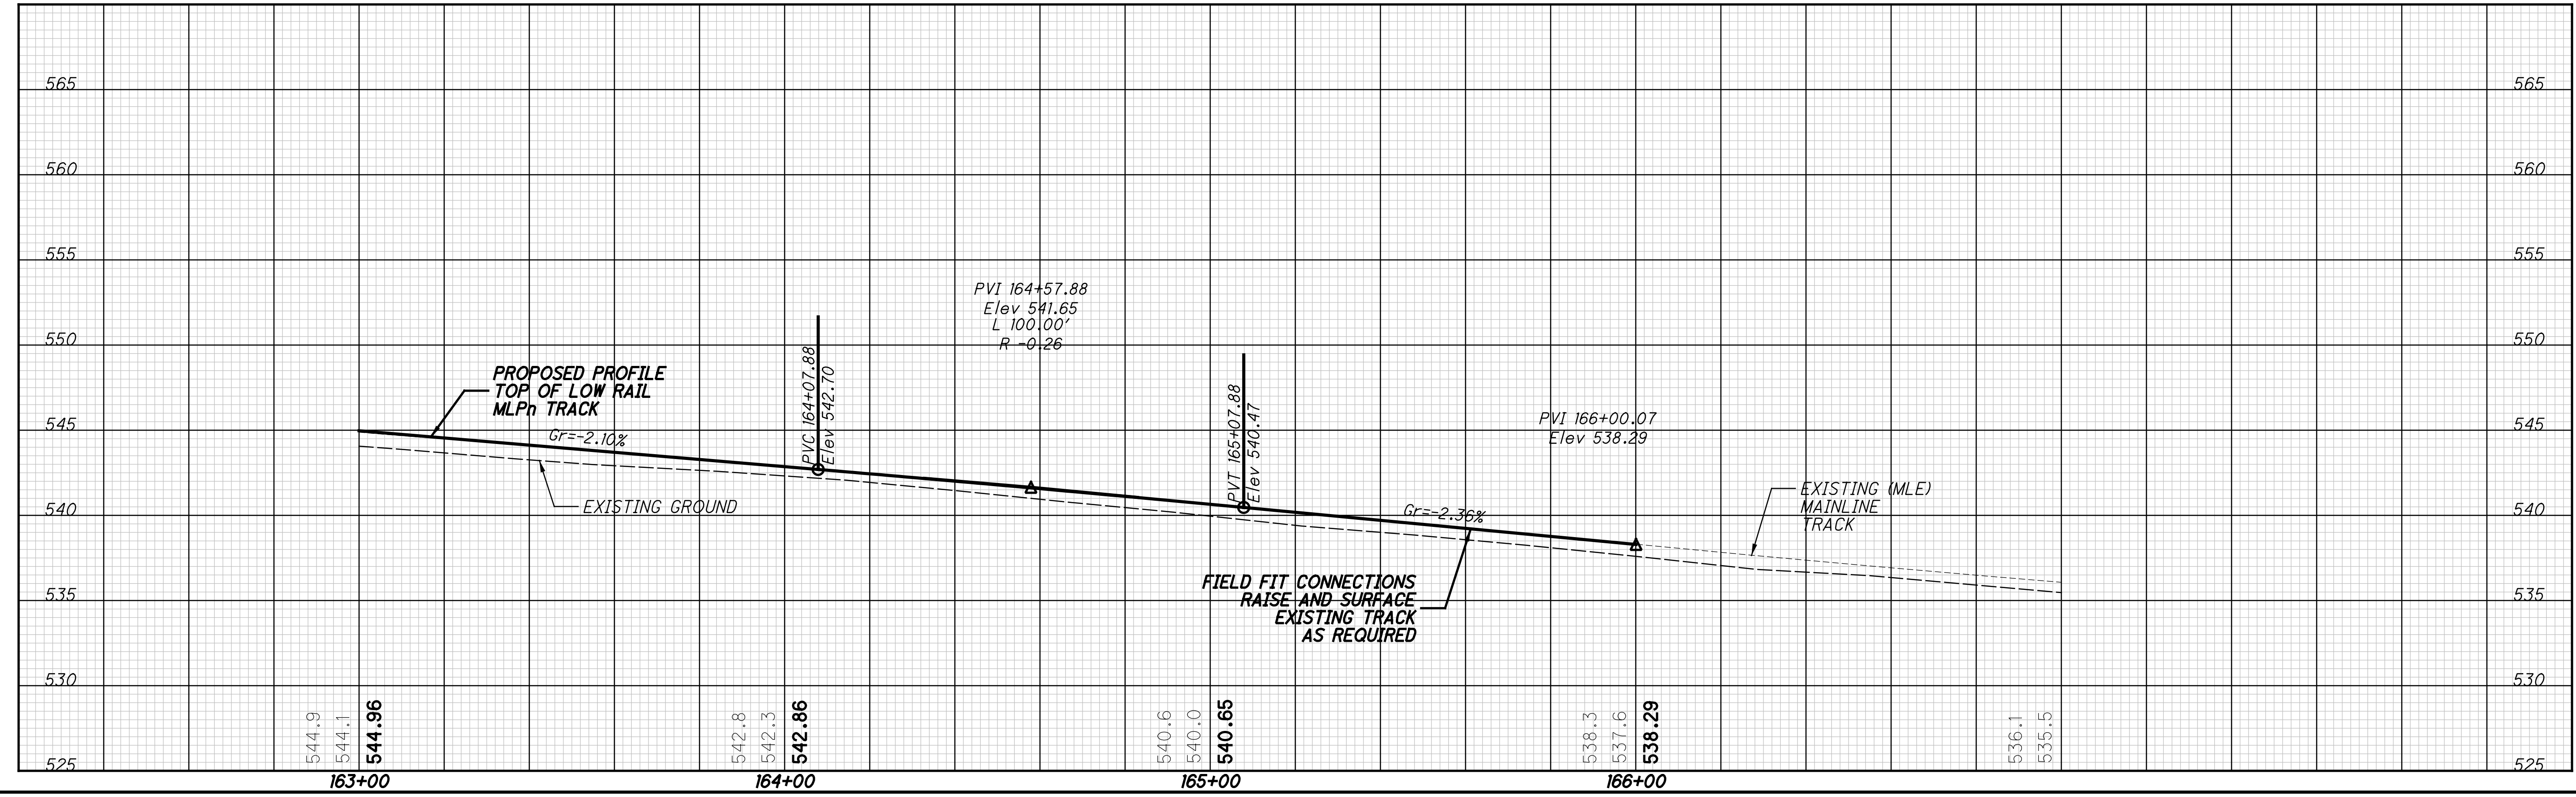 565
565
560
560
555
555
PVI 164+57.88
Elev 541.65
L 100.00'
R -0.26
550
550
PROPOSED PROFILE
TOP OF LOW RAIL
MLPn TRACK
PVC 164+07.88
Elev 542.70
PVT 165+07.88
Elev 540.47
PVI 166+00.07
Elev 538.29
545
545
Gr=-2.10%
EXISTING GROUND
EXISTING (MLE)
MAINLINE
TRACK
540
540
Gr=-2.36%
FIELD FIT CONNECTIONS
RAISE AND SURFACE
EXISTING TRACK
AS REQUIRED
535
535
530
530
544.9
544.1
544.96
542.8
542.3
542.86
540.6
540.0
540.65
538.3
537.6
538.29
536.1
535.5
525
525
163+00
164+00
165+00
166+00